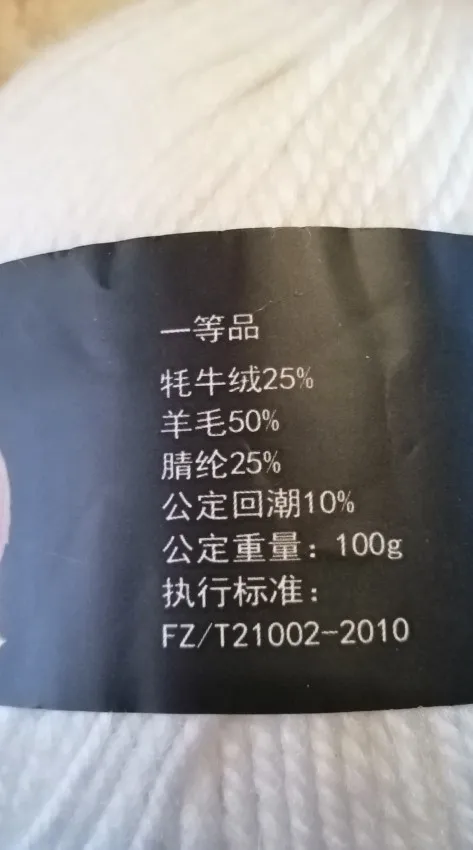 一等品
牦牛绒25%
羊毛50%
腈纶25%
公定回潮10%
公定重量：100g
执行标准：
FZ/T21002-2010